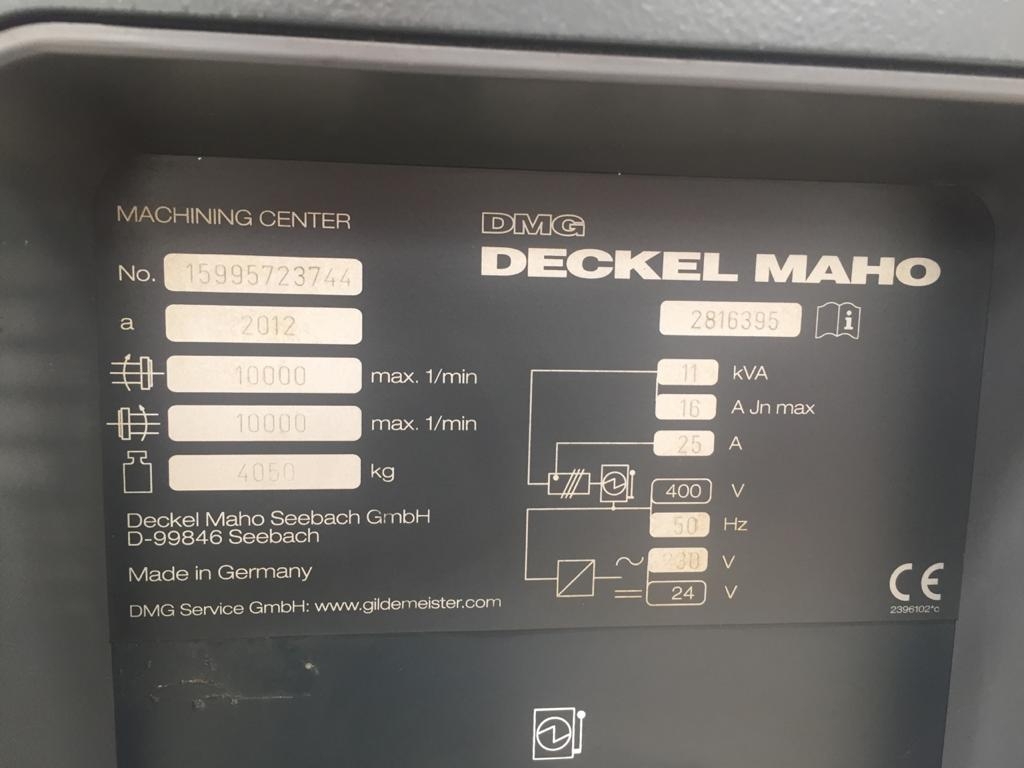 MACHINING CENTER
No. 15995723744
a 2012
10000 max. 1/min
10000 max. 1/min
4050 kg
Deckel Maho Seebach GmbH
D-99846 Seebach
Made in Germany
DMG Service GmbH: www.gildemeister.com
DMG
DECKEL MAHO
2816395 i
11 kVA
16 A Jn max
25 A
400 V
50 Hz
~ 230 V
24 V
CE
2396102°c